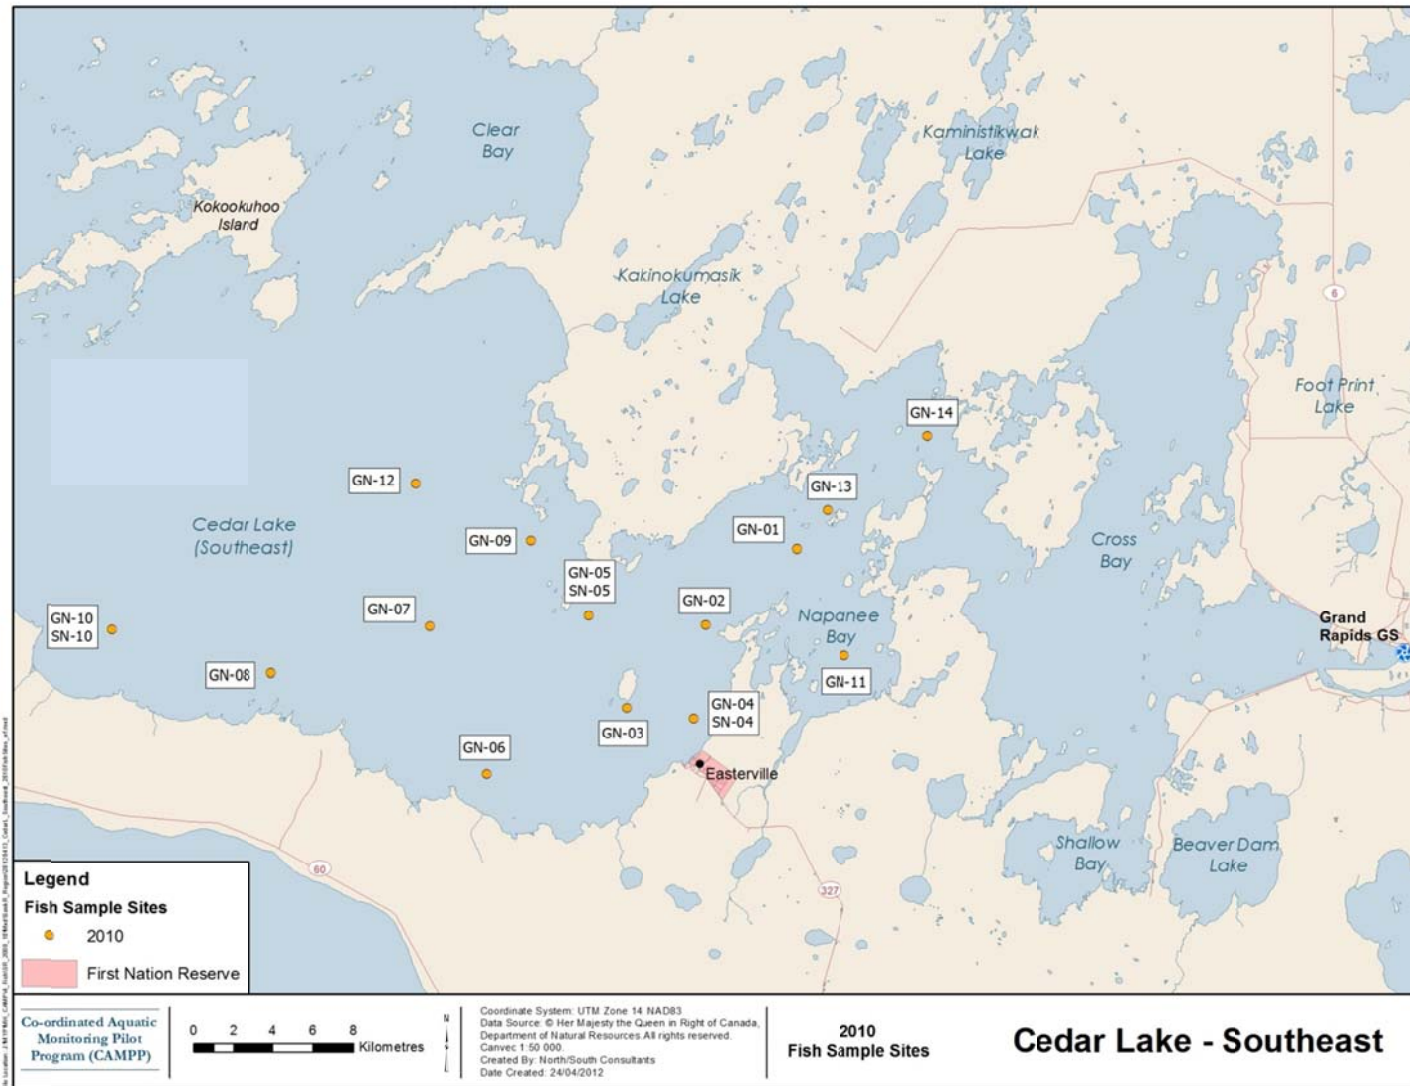 Clear
Bay
Kaministikwak
Lake
Kokookuhoo
Island
Kakinokumasik
Lake
6
Foot Print
Lake
GN-14
GN-12
GN-13
Cedar Lake
(Southeast)
GN-09
GN-01
Cross
Bay
GN-05
SN-05
GN-10
SN-10
GN-07
GN-02
Napanee
Bay
Grand
Rapids GS
GN-08
GN-11
GN-04
SN-04
GN-03
GN-06
Easterville
Shallow
Bay
Beaver Dam
Lake
60
327
Legend
Fish Sample Sites
2010
First Nation Reserve
Co-ordinated Aquatic
Monitoring Pilot
Program (CAMPP)
0 2 4 6 8
Kilometres
N
Coordinate System: UTM Zone 14 NAD83
Data Source: © Her Majesty the Queen in Right of Canada,
Department of Natural Resources. All rights reserved.
Canvec 1:50 000.
Created By: North/South Consultants
Date Created: 24/04/2012
2010
Fish Sample Sites
Cedar Lake - Southeast